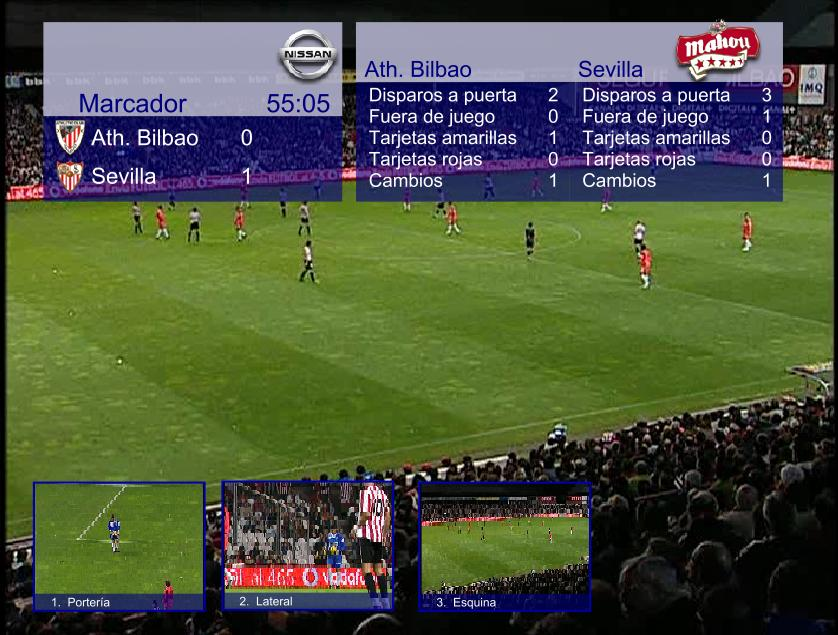 NISSAN
Marcador 55:05
Ath. Bilbao 0
Sevilla 1
Mahou
Ath. Bilbao Sevilla
Disparos a puerta 2 Disparos a puerta 3
Fuera de juego 0 Fuera de juego 1
Tarjetas amarillas 1 Tarjetas amarillas 0
Tarjetas rojas 0 Tarjetas rojas 0
Cambios 1 Cambios 1
BILBAO
IMQ
1. Portería
2. Lateral
3. Esquina